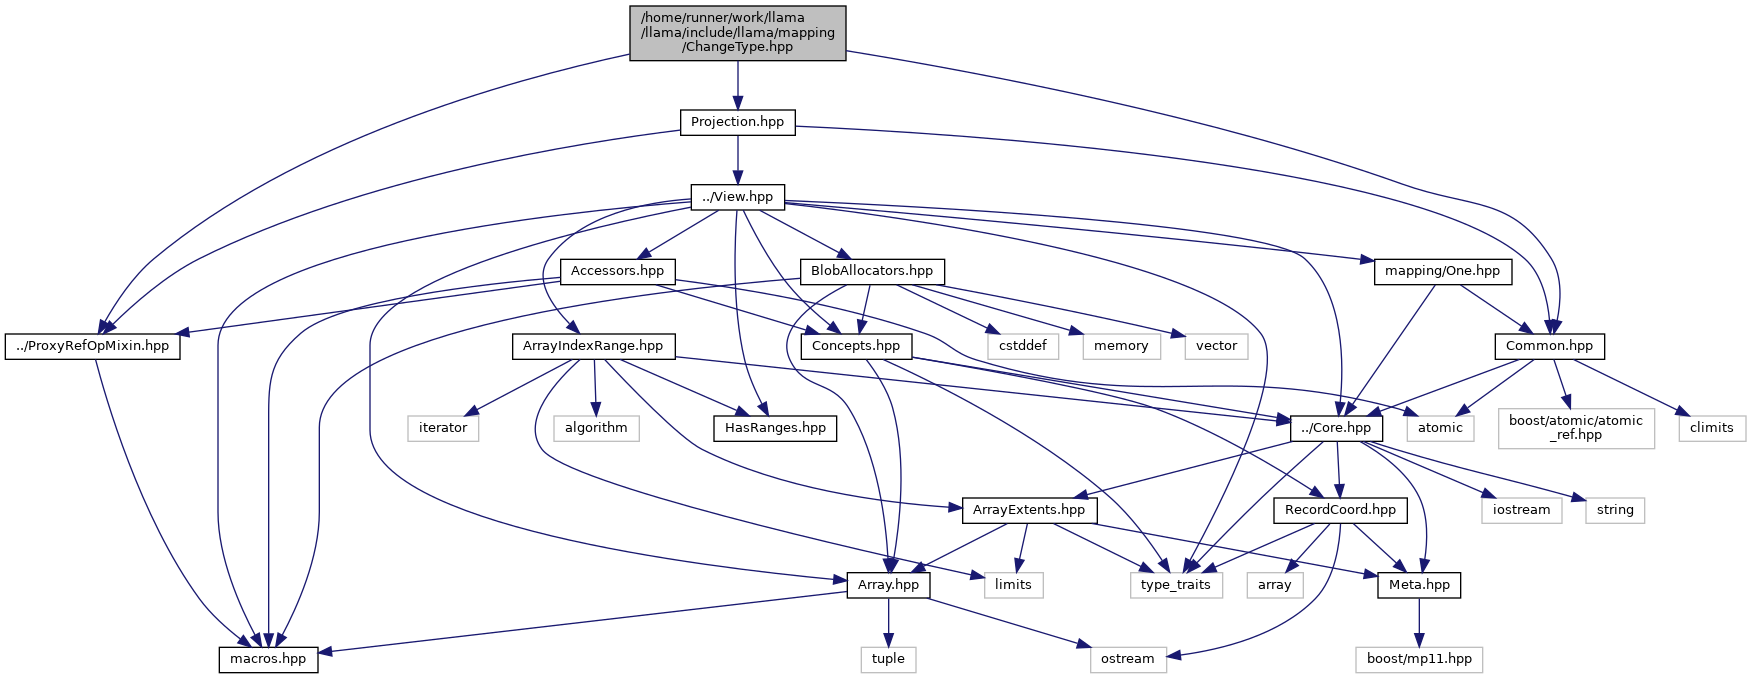 /home/runner/work/llama
/llama/include/llama/mapping
/ChangeType.hpp
Projection.hpp
../View.hpp
Accessors.hpp
BlobAllocators.hpp
mapping/One.hpp
../ProxyRefOpMixin.hpp
ArrayIndexRange.hpp
Concepts.hpp
cstddef
memory
vector
Common.hpp
iterator
algorithm
HasRanges.hpp
../Core.hpp
atomic
boost/atomic/atomic
_ref.hpp
climits
ArrayExtents.hpp
RecordCoord.hpp
iostream
string
Array.hpp
limits
type_traits
array
Meta.hpp
macros.hpp
tuple
ostream
boost/mp11.hpp